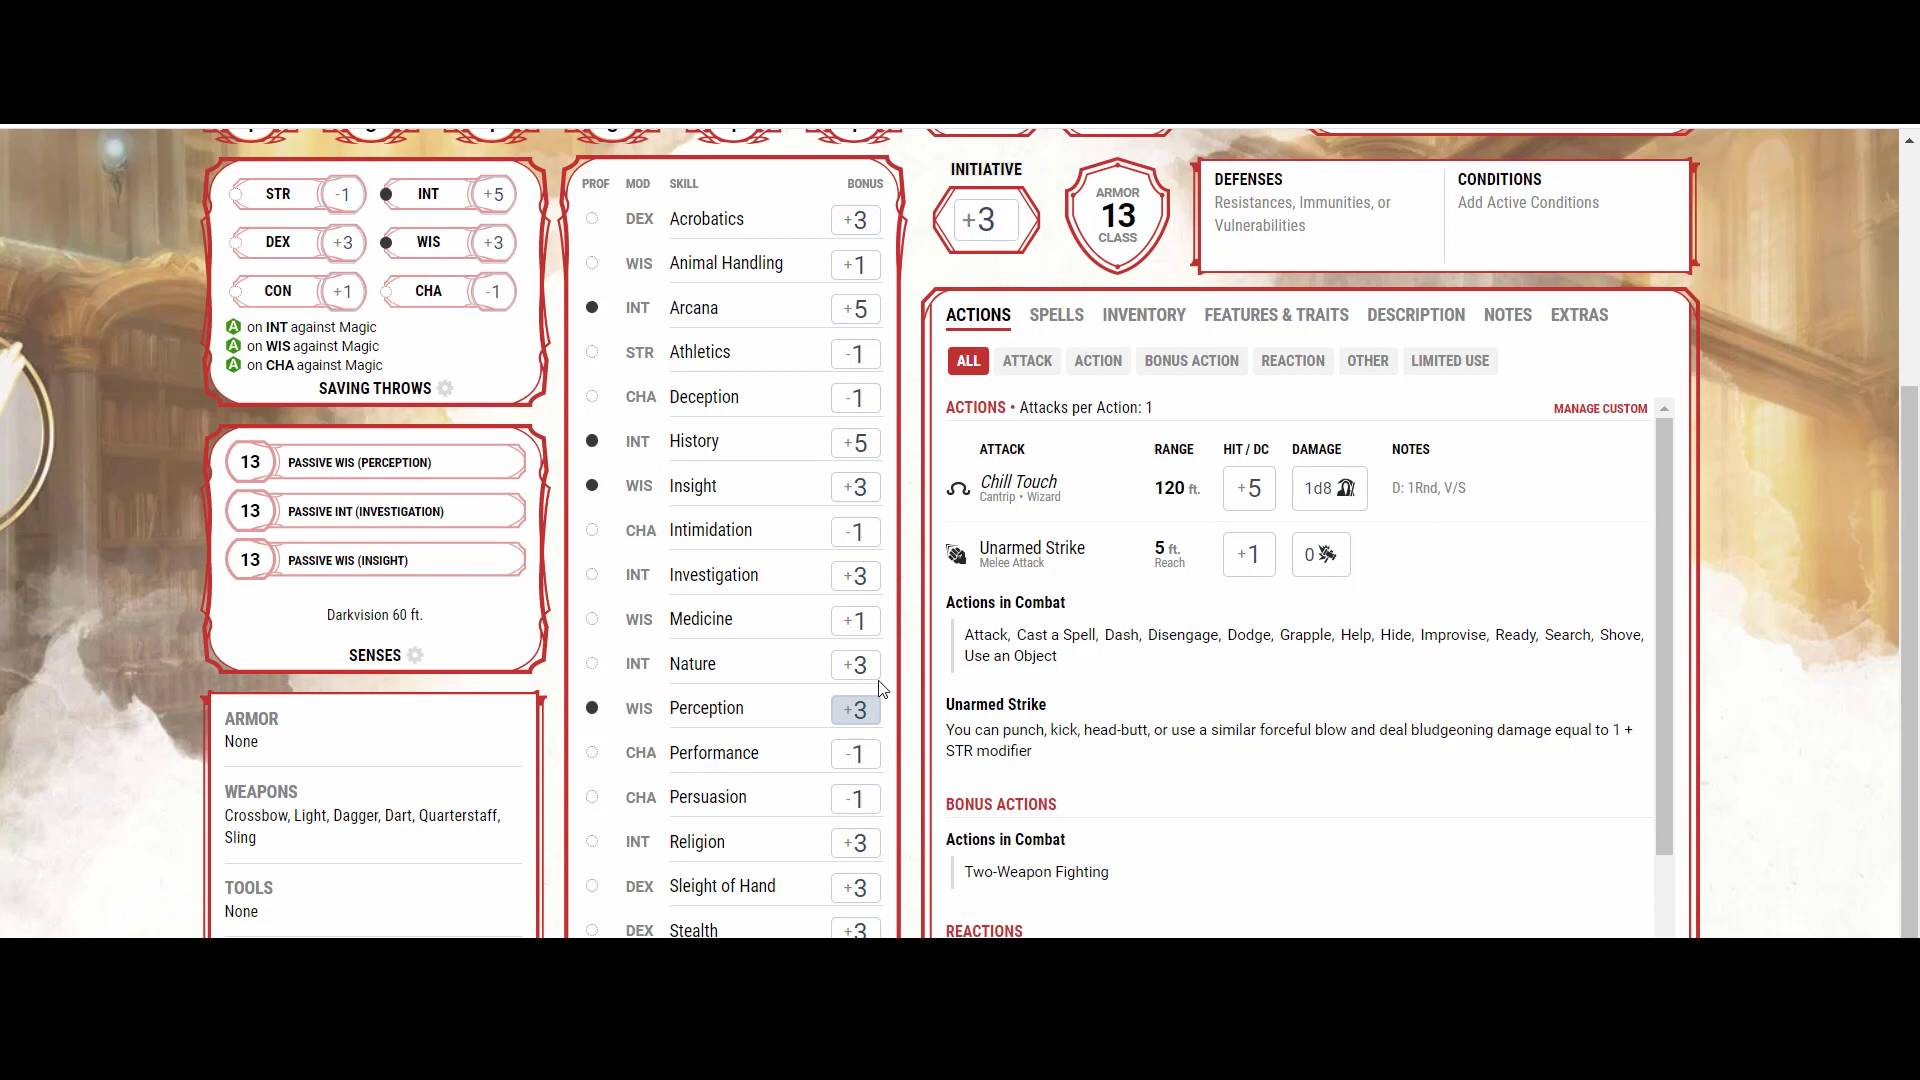 STR -1 INT +5
DEX +3 WIS +3
CON +1 CHA -1
A on INT against Magic
A on WIS against Magic
A on CHA against Magic
SAVING THROWS
13 PASSIVE WIS (PERCEPTION)
13 PASSIVE INT (INVESTIGATION)
13 PASSIVE WIS (INSIGHT)
Darkvision 60 ft.
SENSES
ARMOR
None
WEAPONS
Crossbow, Light, Dagger, Dart, Quarterstaff,
Sling
TOOLS
None
PROF MOD SKILL BONUS
DEX Acrobatics +3
WIS Animal Handling +1
INT Arcana +5
STR Athletics -1
CHA Deception -1
INT History +5
WIS Insight +3
CHA Intimidation -1
INT Investigation +3
WIS Medicine +1
INT Nature +3
WIS Perception +3
CHA Performance -1
CHA Persuasion -1
INT Religion +3
DEX Sleight of Hand +3
DEX Stealth +3
INITIATIVE
+3
ARMOR
13
CLASS
DEFENSES
Resistances, Immunities, or
Vulnerabilities
CONDITIONS
Add Active Conditions
ACTIONS SPELLS INVENTORY FEATURES & TRAITS DESCRIPTION NOTES EXTRAS
ALL ATTACK ACTION BONUS ACTION REACTION OTHER LIMITED USE
ACTIONS • Attacks per Action: 1 MANAGE CUSTOM
ATTACK RANGE HIT / DC DAMAGE NOTES
Chill Touch 120 ft. +5 1d8 D: 1Rnd, V/S
Cantrip • Wizard
Unarmed Strike 5 ft. +1 0
Melee Attack Reach
Actions in Combat
Attack, Cast a Spell, Dash, Disengage, Dodge, Grapple, Help, Hide, Improvise, Ready, Search, Shove,
Use an Object
Unarmed Strike
You can punch, kick, head-butt, or use a similar forceful blow and deal bludgeoning damage equal to 1 +
STR modifier
BONUS ACTIONS
Actions in Combat
Two-Weapon Fighting
REACTIONS